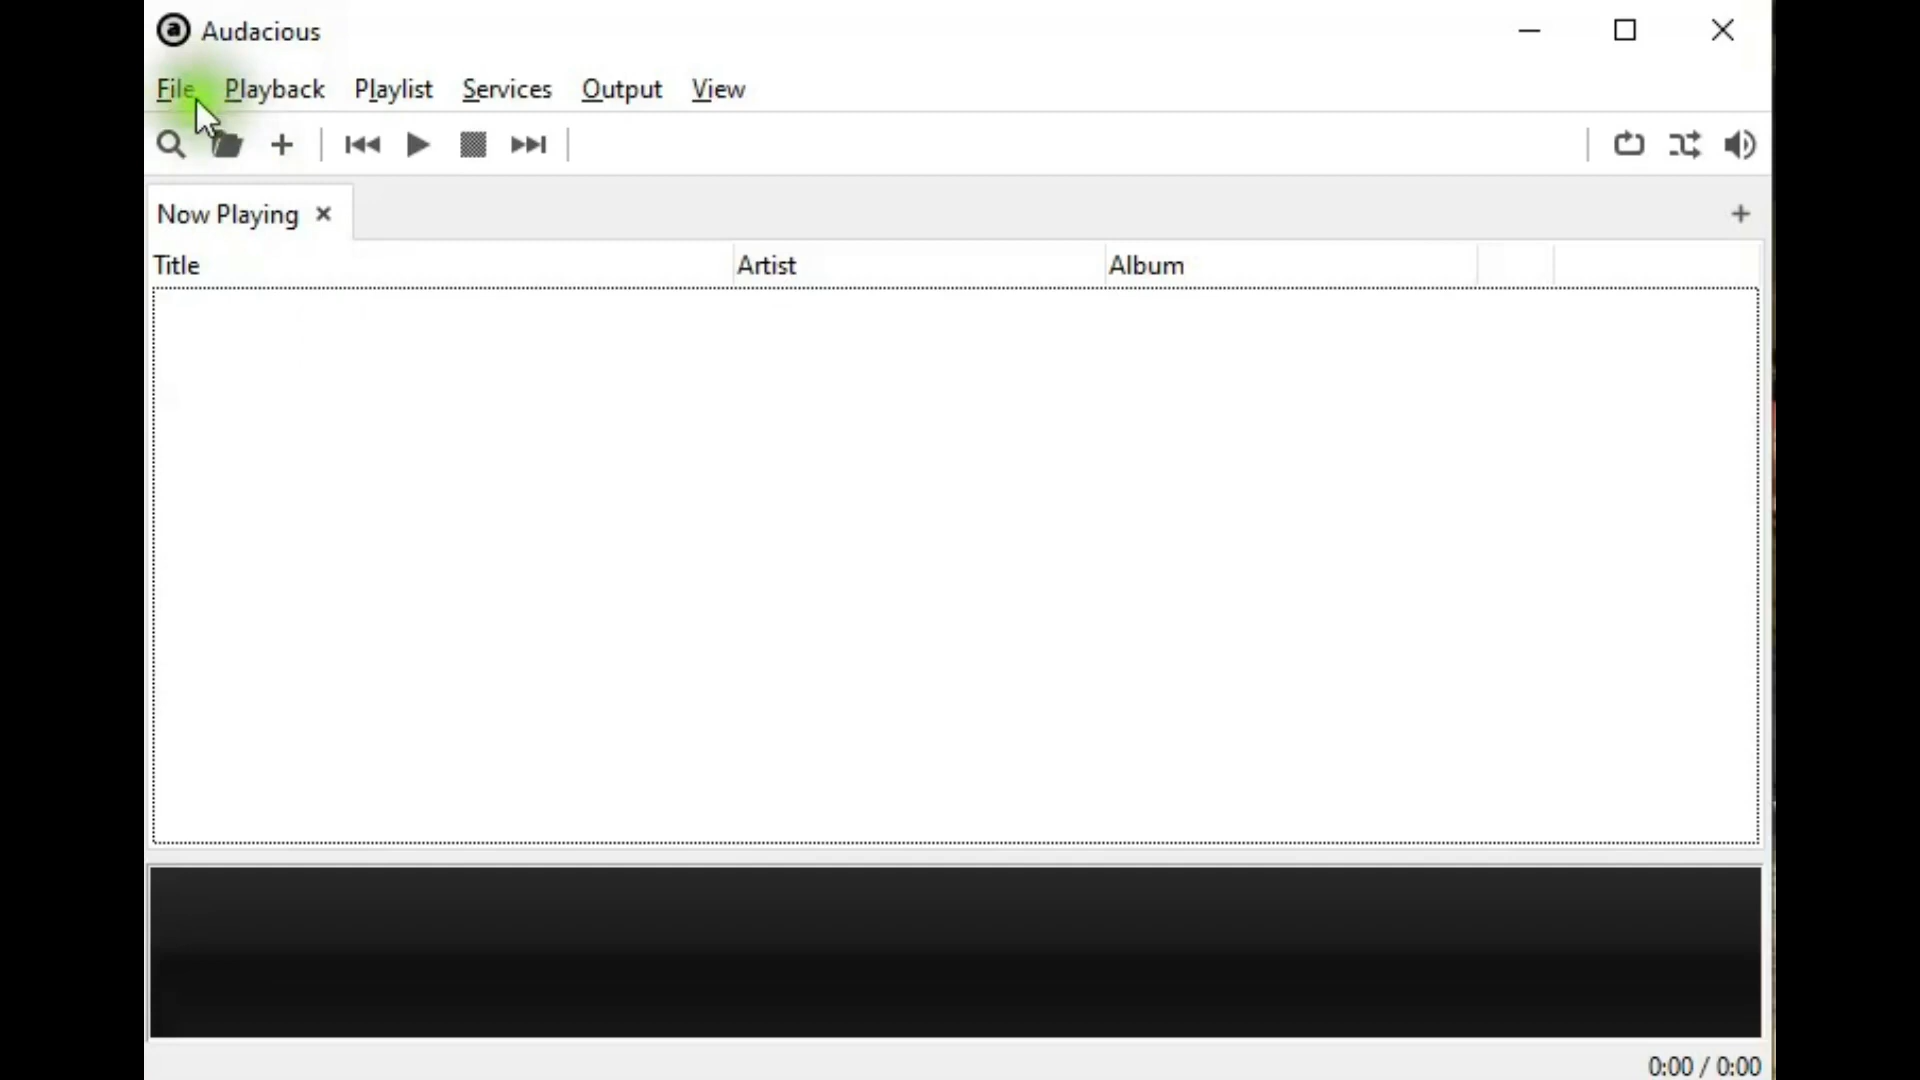 Audacious
File Playback Playlist Services Output View
Now Playing
Title Artist Album
0:00 / 0:00